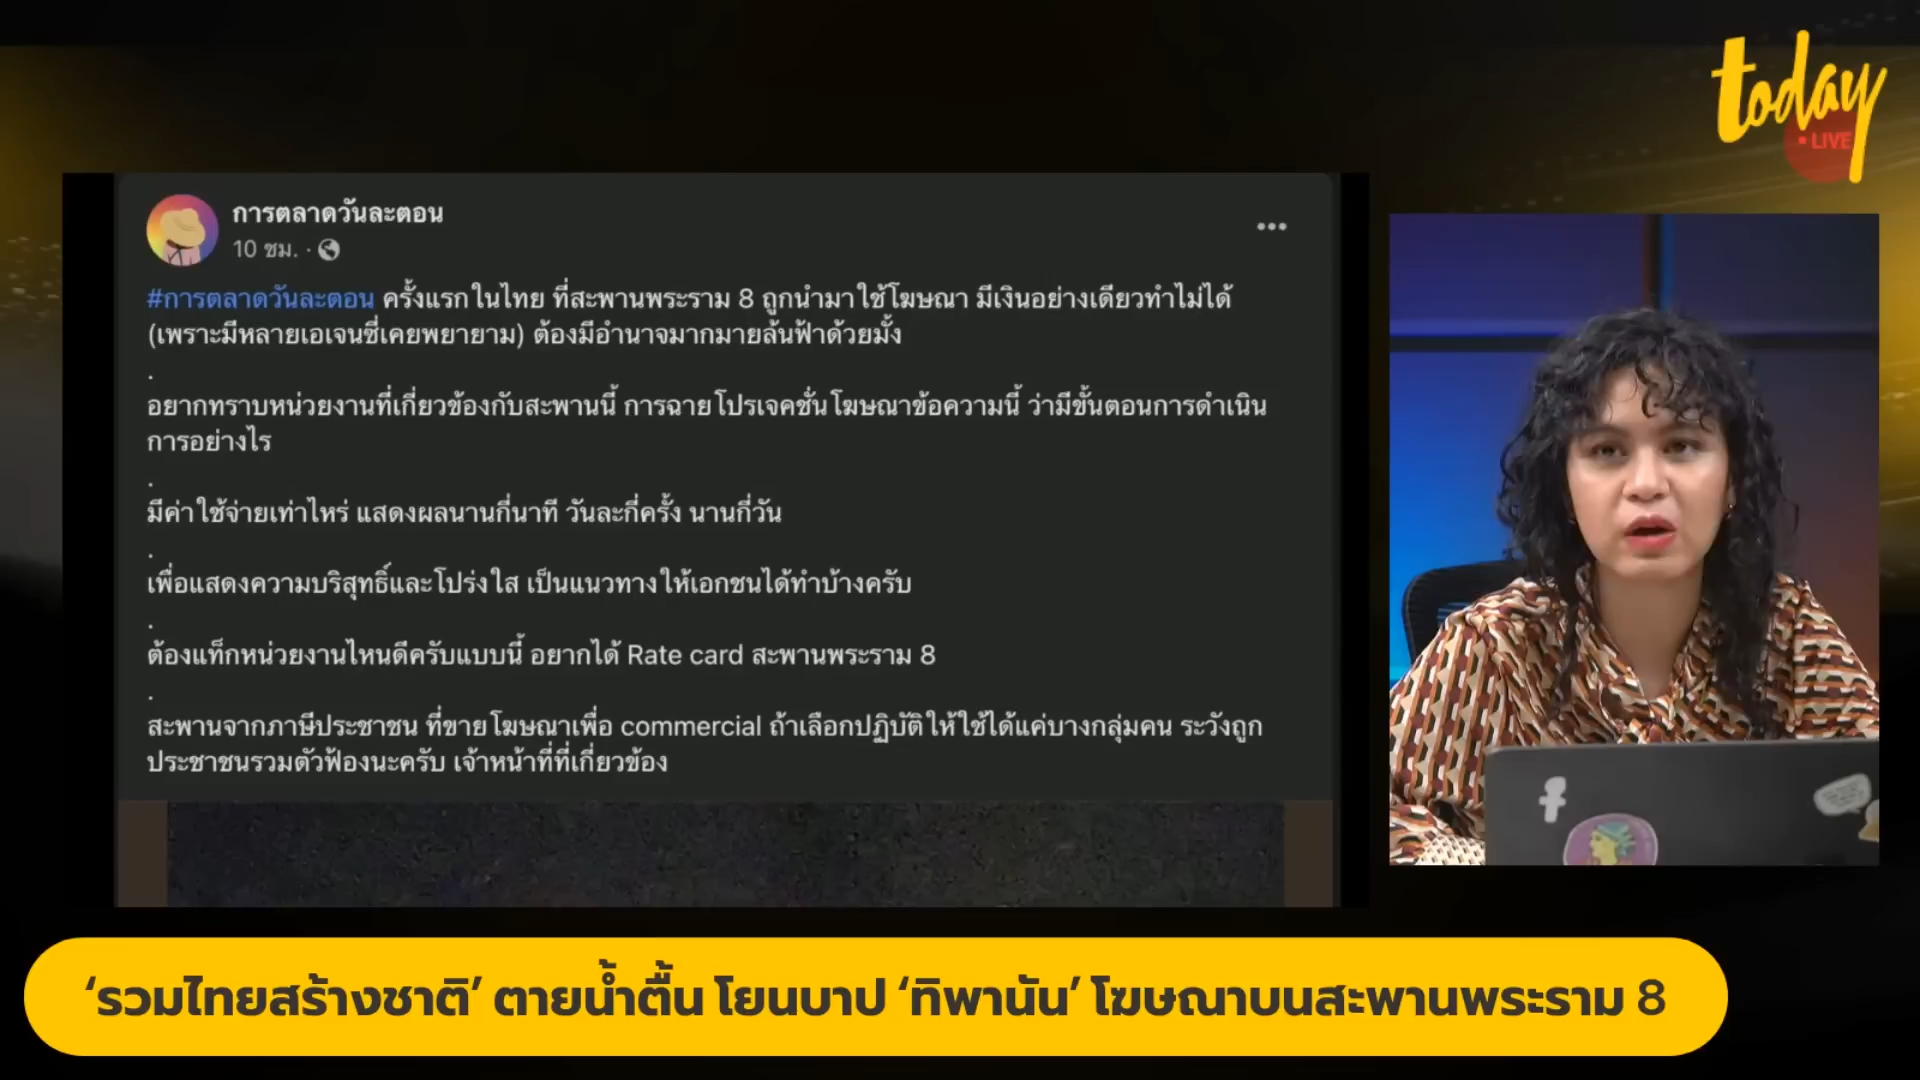 today
LIVE
การตลาดวันละตอน
10 ชม. ·
#การตลาดวันละตอน ครั้งแรกในไทย ที่สะพานพระราม 8 ถูกนำมาใช้โฆษณา มีเงินอย่างเดียวทำไม่ได้
(เพราะมีหลายเอเจนซี่เคยพยายาม) ต้องมีอำนาจมากมายล้นฟ้าด้วยมั้ง
.
อยากทราบหน่วยงานที่เกี่ยวข้องกับสะพานนี้ การฉายโปรเจคชั่นโฆษณาข้อความนี้ ว่ามีขั้นตอนการดำเนิน
การอย่างไร
.
มีค่าใช้จ่ายเท่าไหร่ แสดงผลนานกี่นาที วันละกี่ครั้ง นานกี่วัน
.
เพื่อแสดงความบริสุทธิ์และโปร่งใส เป็นแนวทางให้เอกชนได้ทำบ้างครับ
.
ต้องแท็กหน่วยงานไหนดีครับแบบนี้ อยากได้ Rate card สะพานพระราม 8
.
สะพานจากภาษีประชาชน ที่ขายโฆษณาเพื่อ commercial ถ้าเลือกปฏิบัติให้ใช้ได้แค่บางกลุ่มคน ระวังถูก
ประชาชนรวมตัวฟ้องนะครับ เจ้าหน้าที่ที่เกี่ยวข้อง
‘รวมไทยสร้างชาติ’ ตายน้ำตื้น โยนบาป ‘ทิพานัน’ โฆษณาบนสะพานพระราม 8